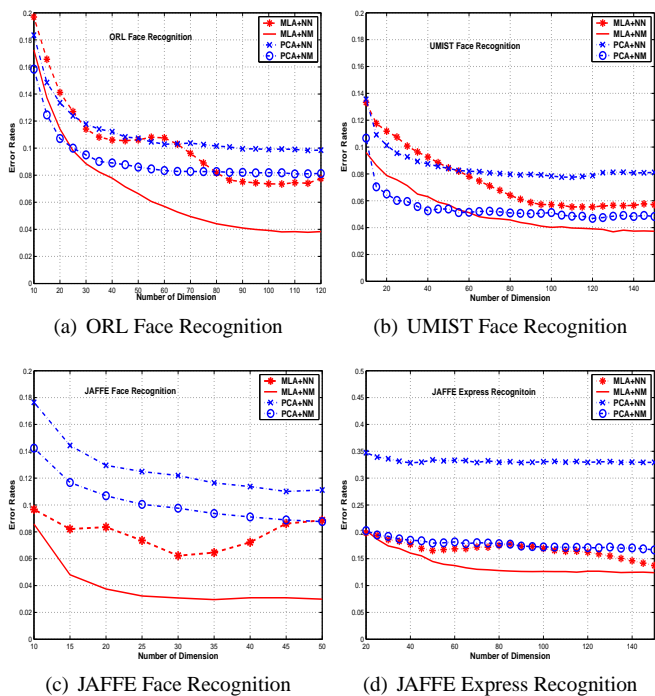 ORL Face Recognition
MLA+NN
MLA+NM
PCA+NN
PCA+NM
Error Rates
0.2
0.18
0.16
0.14
0.12
0.1
0.08
0.06
0.04
0.02
0
10 20 30 40 50 60 70 80 90 100 110 120
Number of Dimension
(a) ORL Face Recognition
UMIST Face Recognition
MLA+NN
MLA+NM
PCA+NN
PCA+NM
Error Rates
0.2
0.18
0.16
0.14
0.12
0.1
0.08
0.06
0.04
0.02
0
20 40 60 80 100 120 140
Number of Dimension
(b) UMIST Face Recognition
JAFFE Face Recognition
MLA+NN
MLA+NM
PCA+NN
PCA+NM
Error Rates
0.2
0.18
0.16
0.14
0.12
0.1
0.08
0.06
0.04
0.02
0
10 15 20 25 30 35 40 45 50
Number of Dimension
(c) JAFFE Face Recognition
JAFFE Express Recognitoin
MLA+NN
MLA+NM
PCA+NN
PCA+NM
Error Rates
0.5
0.45
0.4
0.35
0.3
0.25
0.2
0.15
0.1
0.05
0
20 40 60 80 100 120 140
Number of Dimension
(d) JAFFE Express Recognition